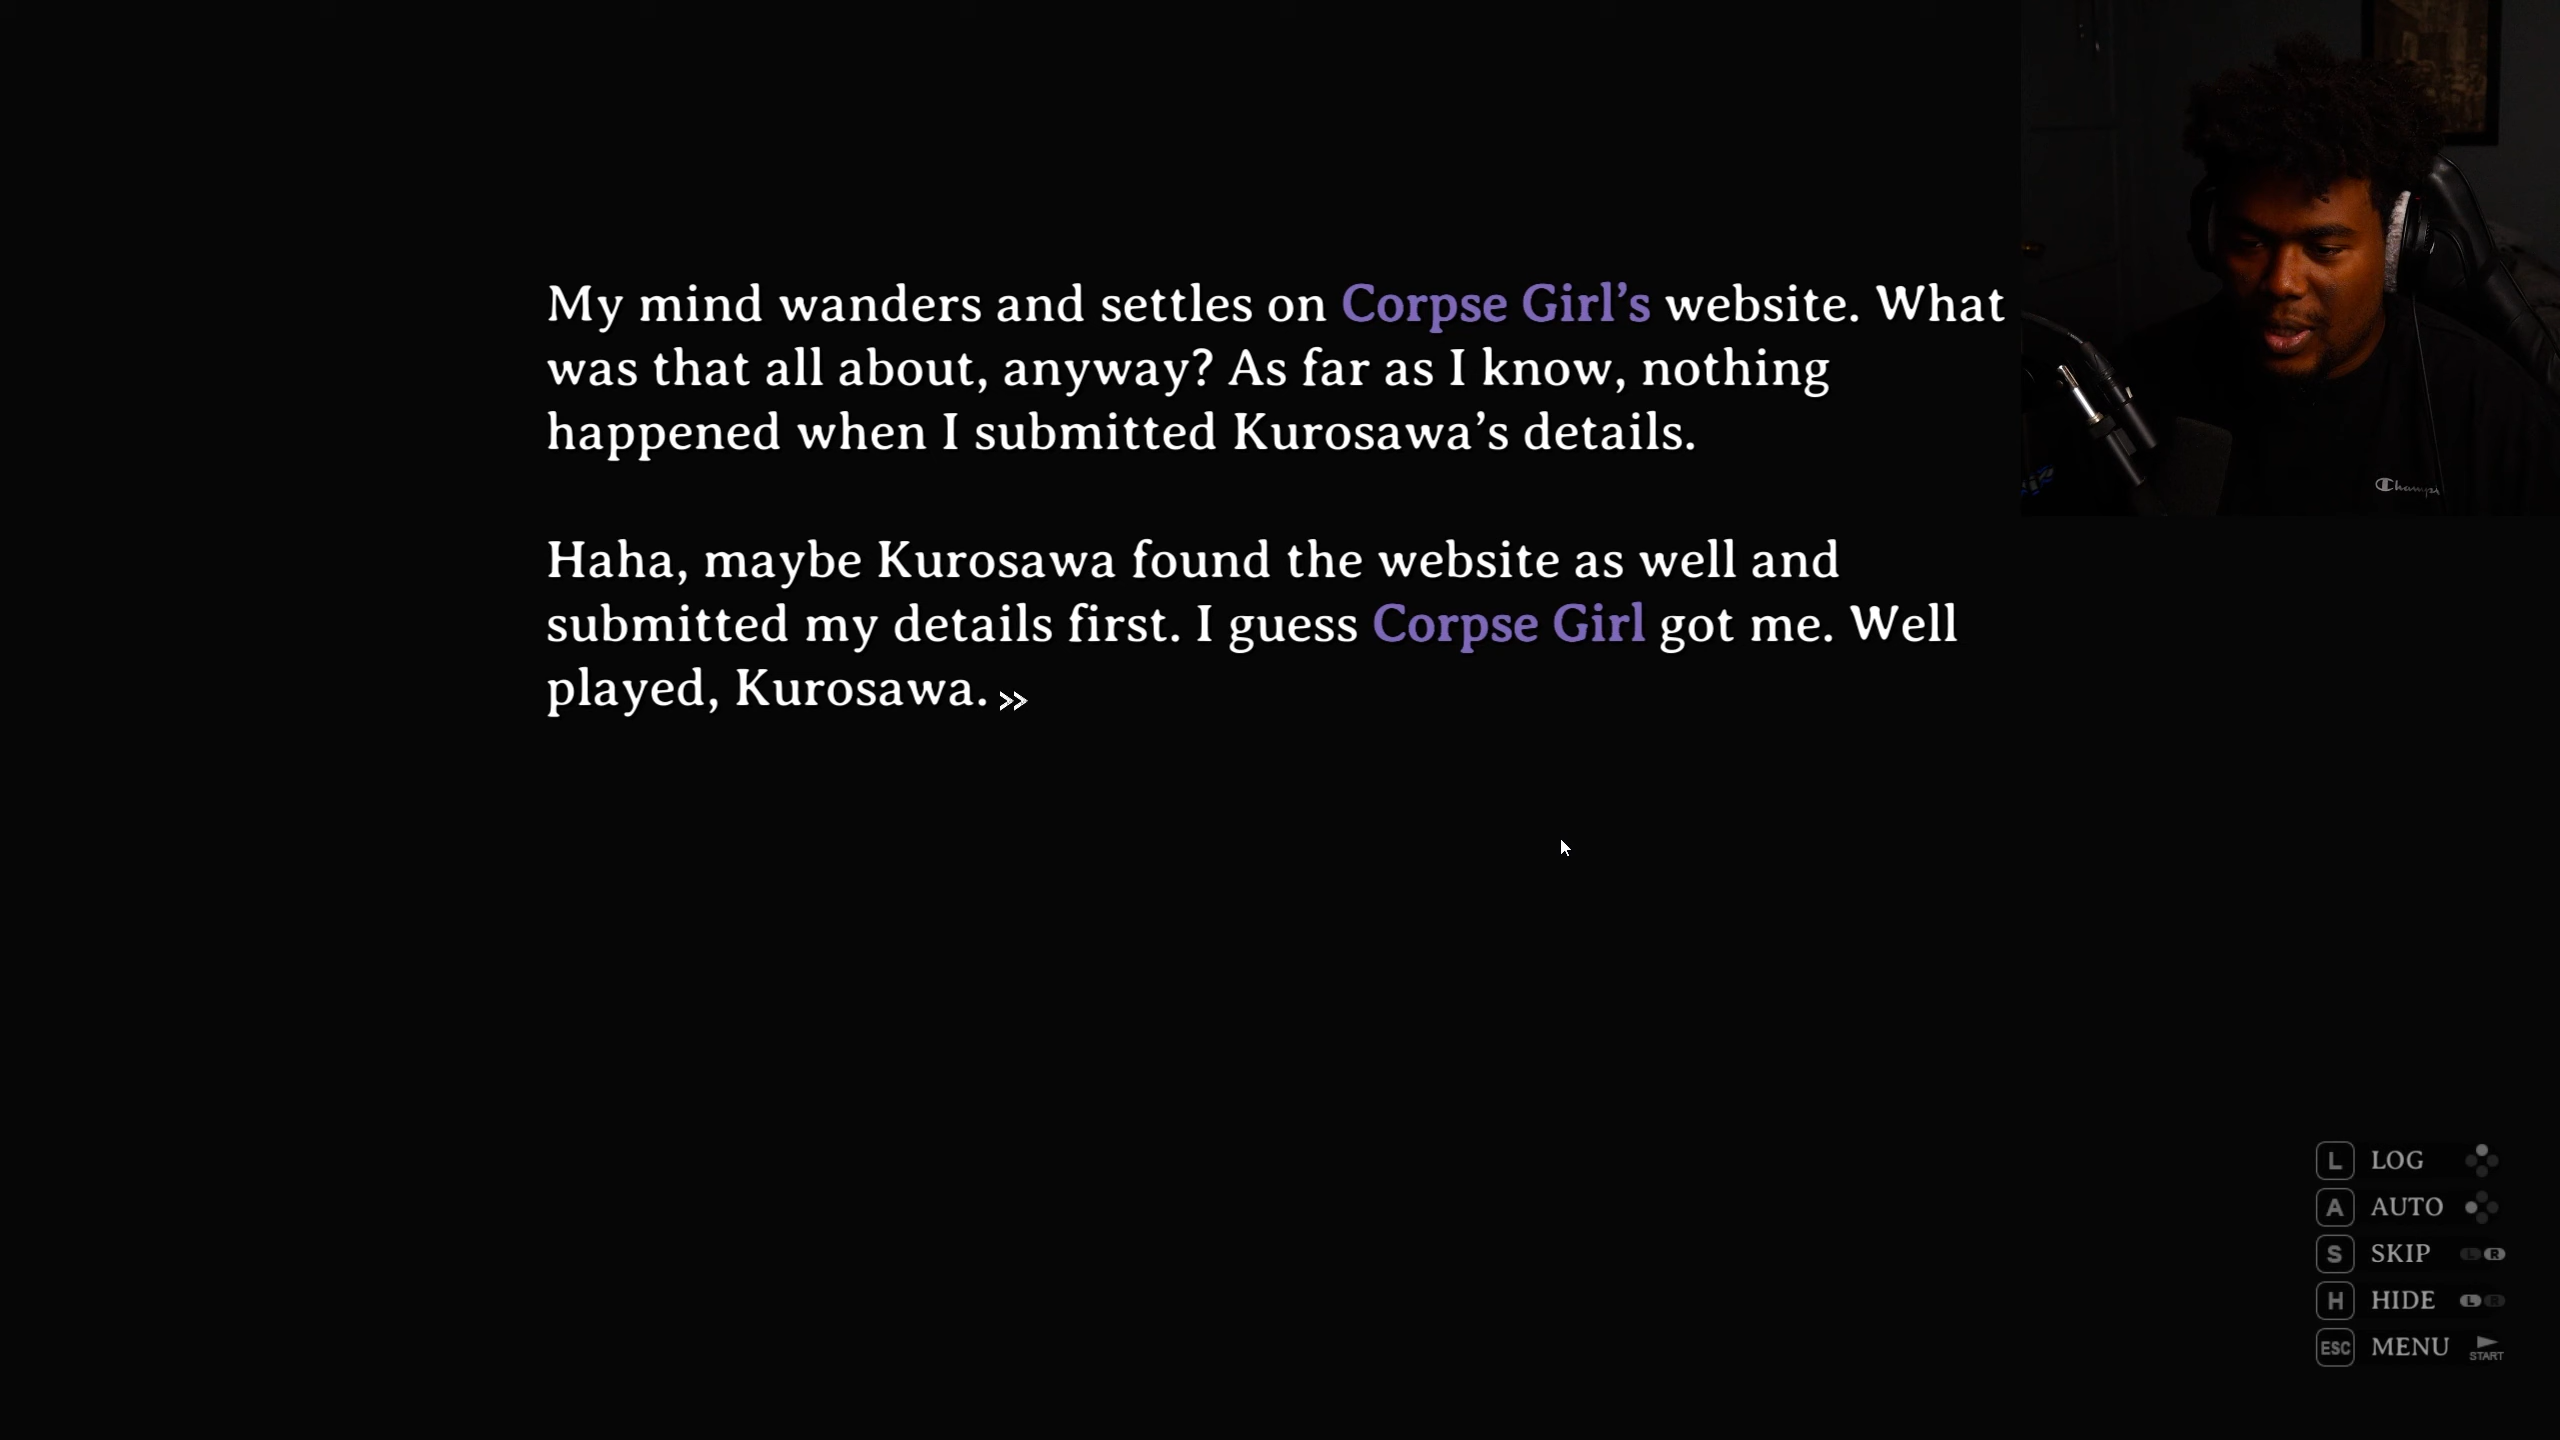 My mind wanders and settles on Corpse Girl’s website. What
was that all about, anyway? As far as I know, nothing
happened when I submitted Kurosawa’s details.
Haha, maybe Kurosawa found the website as well and
submitted my details first. I guess Corpse Girl got me. Well
played, Kurosawa. »
L LOG
A AUTO
S SKIP L R
H HIDE L R
ESC MENU START